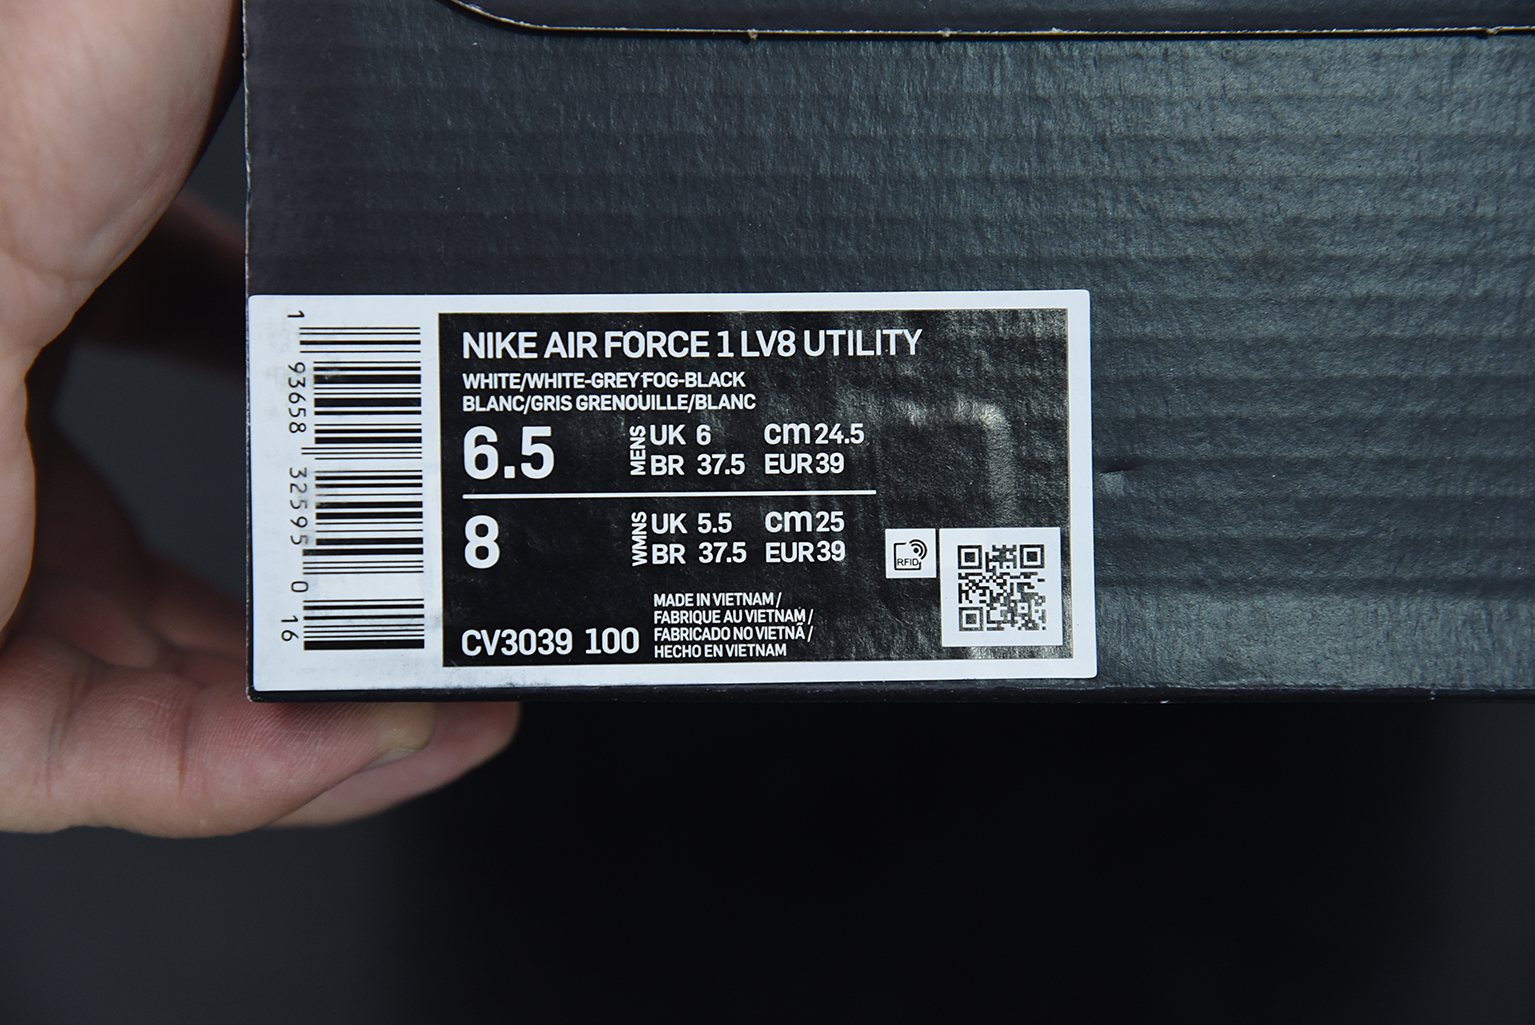 NIKE AIR FORCE 1 LV8 UTILITY
WHITE/WHITE-GREY FOG-BLACK
BLANC/GRIS GRENOUILLE/BLANC
6.5 MENS UK 6 cm 24.5
BR 37.5 EUR 39
8 WMNS UK 5.5 cm 25
BR 37.5 EUR 39
RFID
MADE IN VIETNAM /
FABRIQUE AU VIETNAM /
FABRICADO NO VIETNÃ /
HECHO EN VIETNAM
CV3039 100
1 93658 32595 0 16